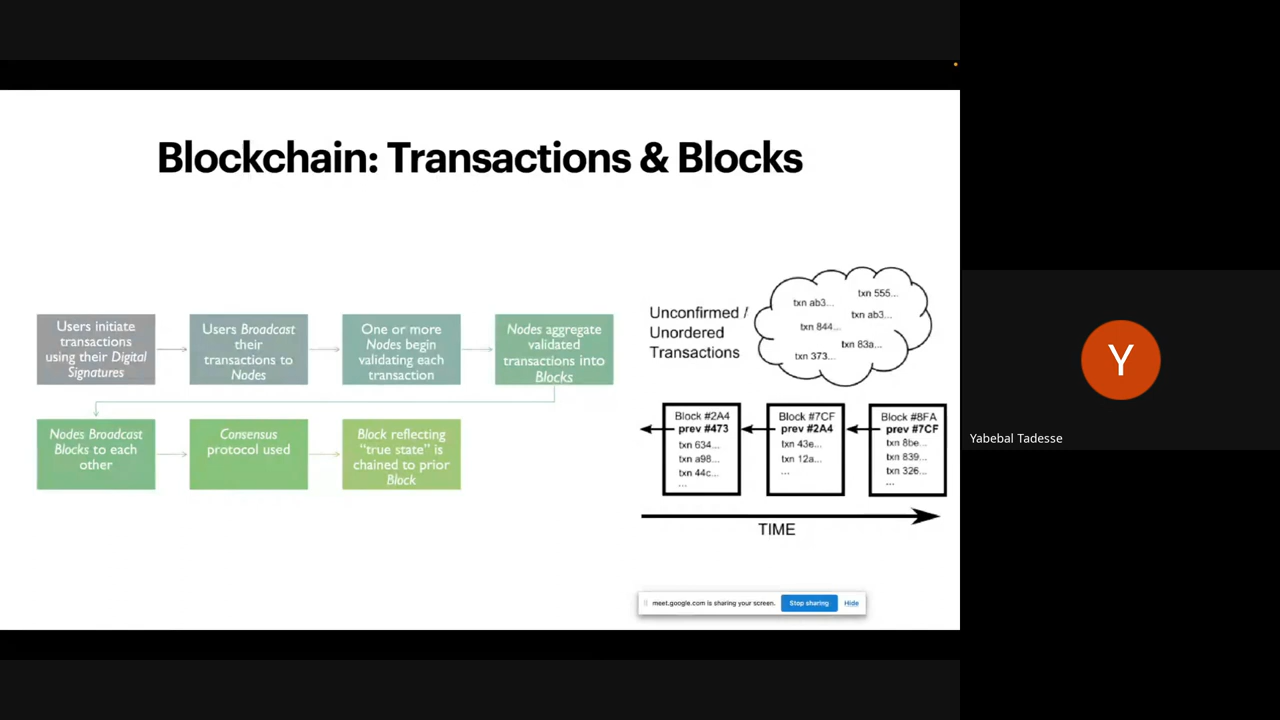 Blockchain: Transactions & Blocks
Users initiate
transactions
using their Digital
Signatures
Users Broadcast
their
transactions to
Nodes
One or more
Nodes begin
validating each
transaction
Nodes aggregate
validated
transactions into
Blocks
Nodes Broadcast
Blocks to each
other
Consensus
protocol used
Block reflecting
“true state” is
chained to prior
Block
Unconfirmed /
Unordered
Transactions
txn 555...
txn ab3...
txn ab3...
txn 844...
txn 83a...
txn 373...
Block #2A4
prev #473
txn 634...
txn a98...
txn 44c...
...
Block #7CF
prev #2A4
txn 43e...
txn 12a...
...
Block #8FA
prev #7CF
txn 8be...
txn 839...
txn 326...
...
TIME
meet.google.com is sharing your screen.
Stop sharing
Hide
Y
Yabebal Tadesse